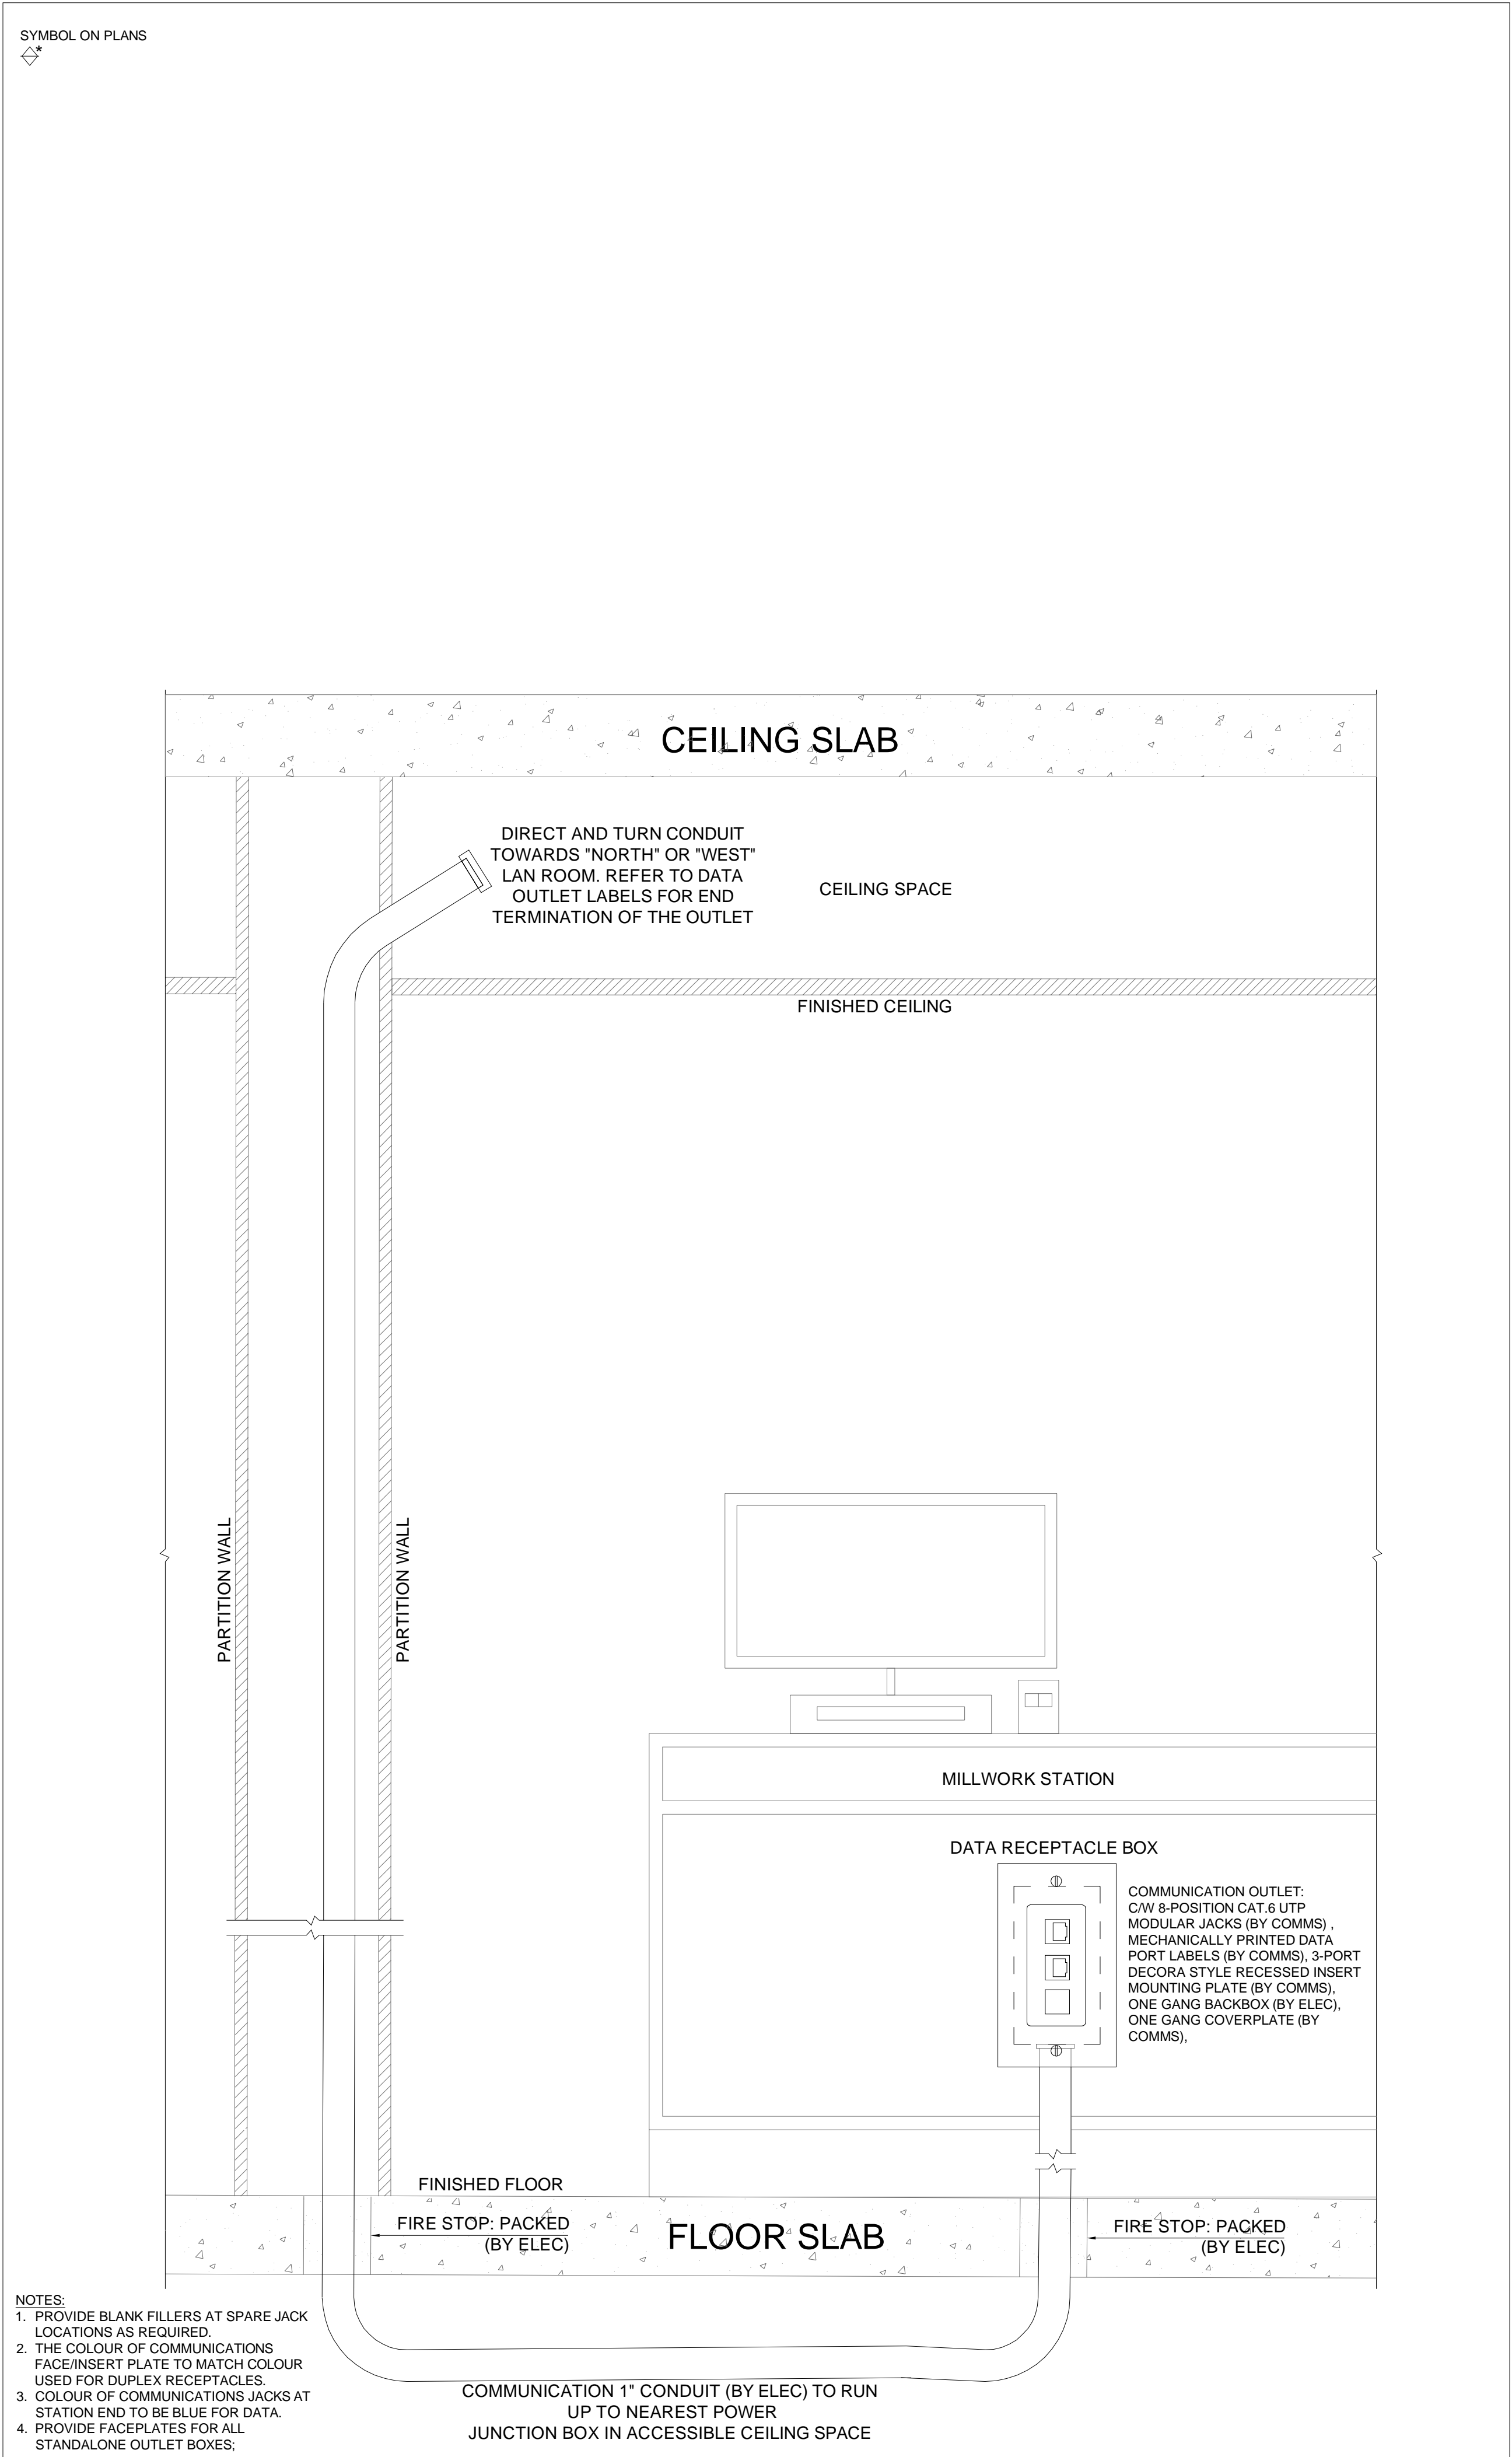 SYMBOL ON PLANS
*
CEILING SLAB
DIRECT AND TURN CONDUIT
TOWARDS "NORTH" OR "WEST"
LAN ROOM. REFER TO DATA
OUTLET LABELS FOR END
TERMINATION OF THE OUTLET
CEILING SPACE
FINISHED CEILING
PARTITION WALL
PARTITION WALL
MILLWORK STATION
DATA RECEPTACLE BOX
COMMUNICATION OUTLET:
C/W 8-POSITION CAT.6 UTP
MODULAR JACKS (BY COMMS) ,
MECHANICALLY PRINTED DATA
PORT LABELS (BY COMMS), 3-PORT
DECORA STYLE RECESSED INSERT
MOUNTING PLATE (BY COMMS),
ONE GANG BACKBOX (BY ELEC),
ONE GANG COVERPLATE (BY
COMMS),
FINISHED FLOOR
FIRE STOP: PACKED
(BY ELEC)
FLOOR SLAB
FIRE STOP: PACKED
(BY ELEC)
NOTES:
1. PROVIDE BLANK FILLERS AT SPARE JACK
LOCATIONS AS REQUIRED.
2. THE COLOUR OF COMMUNICATIONS
FACE/INSERT PLATE TO MATCH COLOUR
USED FOR DUPLEX RECEPTACLES.
3. COLOUR OF COMMUNICATIONS JACKS AT
STATION END TO BE BLUE FOR DATA.
4. PROVIDE FACEPLATES FOR ALL
STANDALONE OUTLET BOXES;
COMMUNICATION 1" CONDUIT (BY ELEC) TO RUN
UP TO NEAREST POWER
JUNCTION BOX IN ACCESSIBLE CEILING SPACE